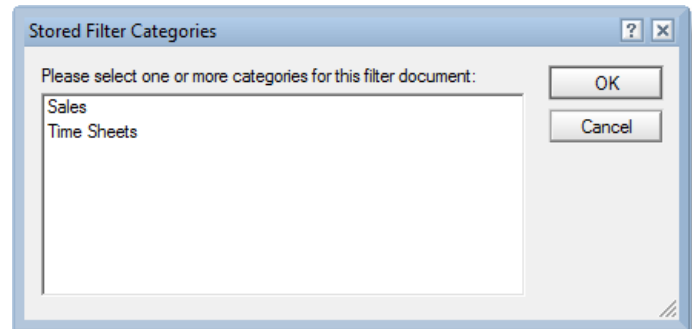 Stored Filter Categories
?
Please select one or more categories for this filter document:
OK
Sales
Time Sheets
Cancel